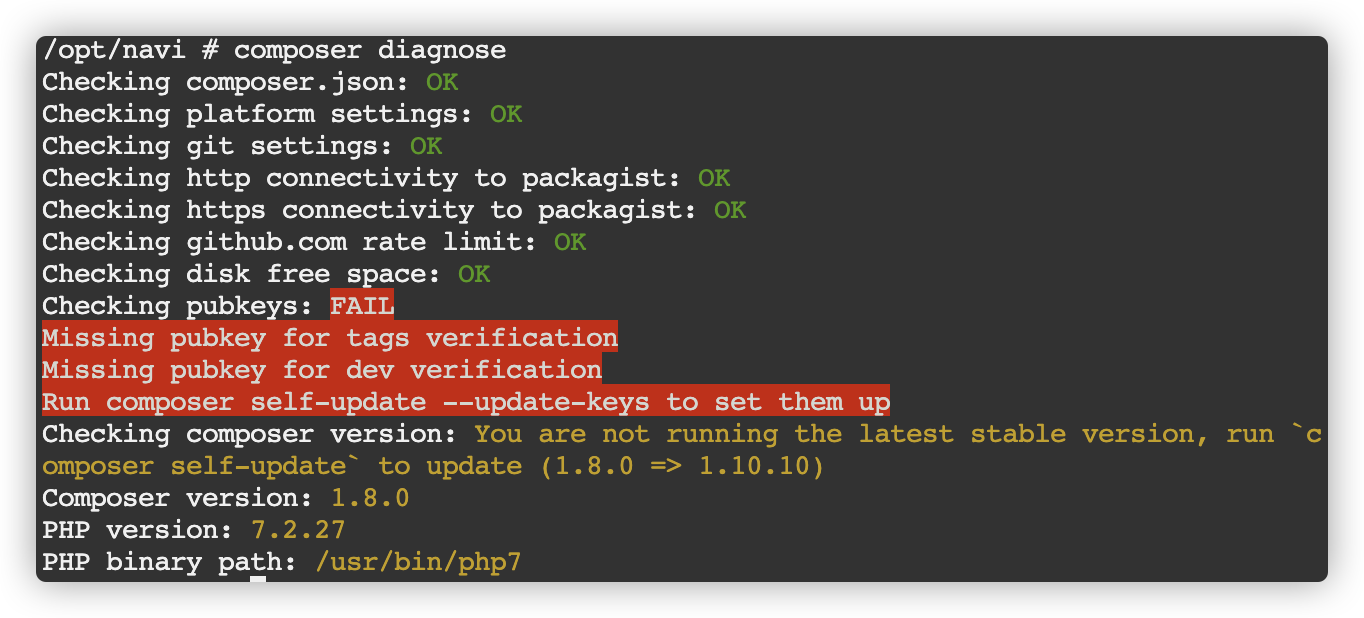 /opt/navi # composer diagnose
Checking composer.json: OK
Checking platform settings: OK
Checking git settings: OK
Checking http connectivity to packagist: OK
Checking https connectivity to packagist: OK
Checking github.com rate limit: OK
Checking disk free space: OK
Checking pubkeys: FAIL
Missing pubkey for tags verification
Missing pubkey for dev verification
Run composer self-update --update-keys to set them up
Checking composer version: You are not running the latest stable version, run `c
omposer self-update` to update (1.8.0 => 1.10.10)
Composer version: 1.8.0
PHP version: 7.2.27
PHP binary path: /usr/bin/php7